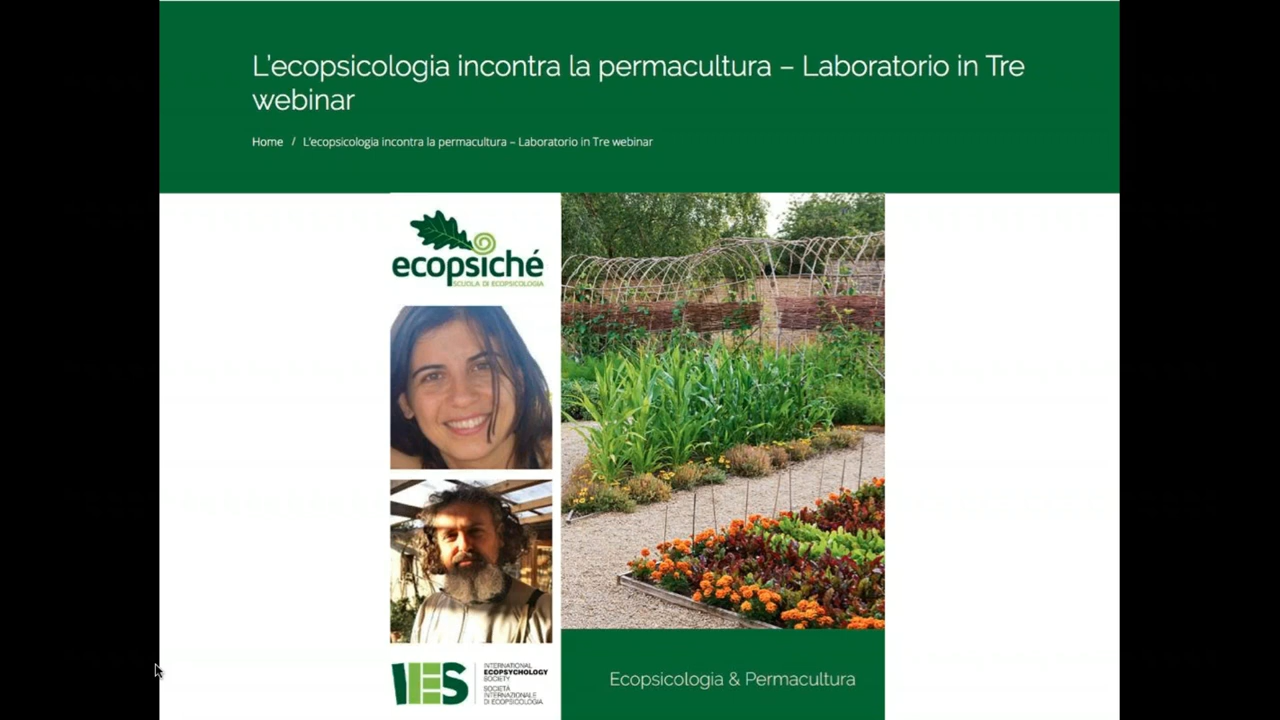 L'ecopsicologia incontra la permacultura – Laboratorio in Tre
webinar
Home / L'ecopsicologia incontra la permacultura – Laboratorio in Tre webinar
ecopsiché
SCUOLA DI ECOPSICOLOGIA
IES
INTERNATIONAL
ECOPSYCHOLOGY
SOCIETY
SOCIETÀ
INTERNAZIONALE
DI ECOPSICOLOGIA
Ecopsicologia & Permacultura